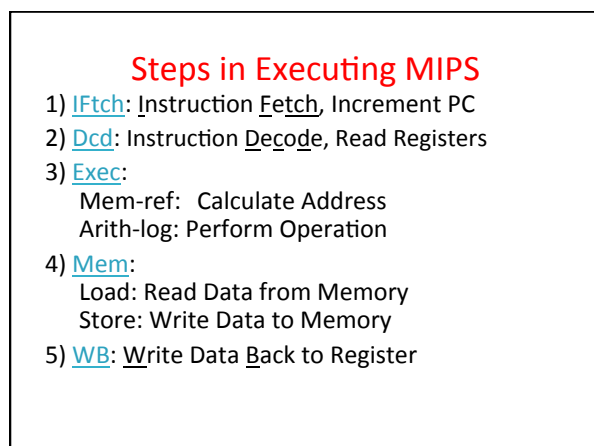 Steps in Executing MIPS
1) IFtch: Instruction Fetch, Increment PC
2) Dcd: Instruction Decode, Read Registers
3) Exec:
Mem-ref: Calculate Address
Arith-log: Perform Operation
4) Mem:
Load: Read Data from Memory
Store: Write Data to Memory
5) WB: Write Data Back to Register